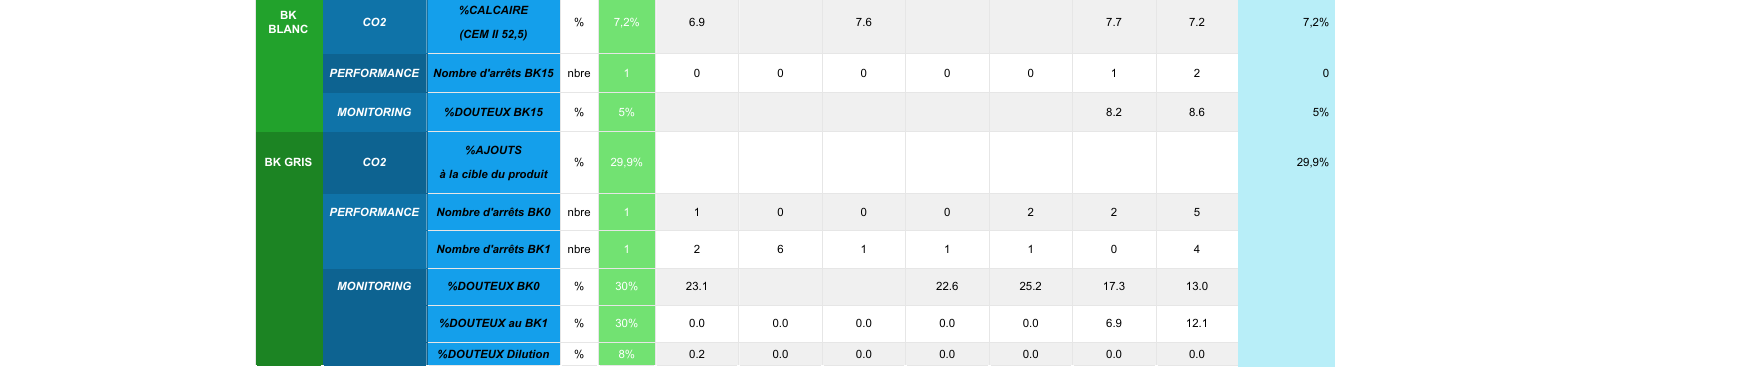 BK BLANC CO2 %CALCAIRE (CEM II 52,5) % 7,2% 6.9 7.6 7.7 7.2 7,2%
PERFORMANCE Nombre d'arrêts BK15 nbre 1 0 0 0 0 0 1 2 0
MONITORING %DOUTEUX BK15 % 5% 8.2 8.6 5%
BK GRIS CO2 %AJOUTS à la cible du produit % 29,9% 29,9%
PERFORMANCE Nombre d'arrêts BK0 nbre 1 1 0 0 0 2 2 5
Nombre d'arrêts BK1 nbre 1 2 6 1 1 1 0 4
MONITORING %DOUTEUX BK0 % 30% 23.1 22.6 25.2 17.3 13.0
%DOUTEUX au BK1 % 30% 0.0 0.0 0.0 0.0 0.0 6.9 12.1
%DOUTEUX Dilution % 8% 0.2 0.0 0.0 0.0 0.0 0.0 0.0